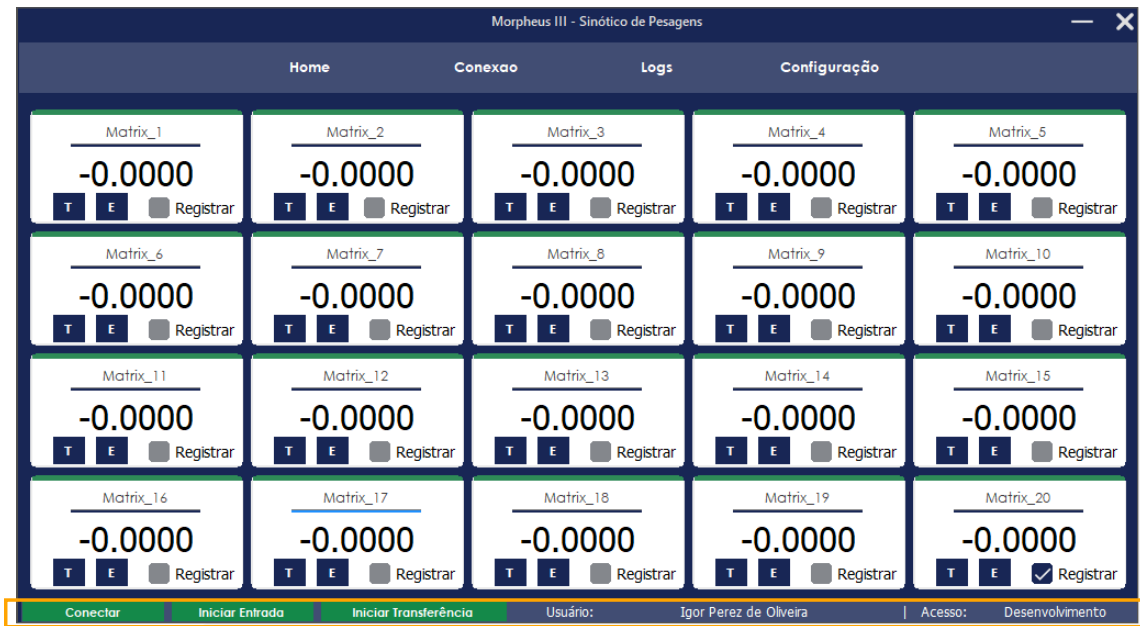 Morpheus III - Sinótico de Pesagens
Home Conexao Logs Configuração
Matrix_1 Matrix_2 Matrix_3 Matrix_4 Matrix_5
-0.0000 -0.0000 -0.0000 -0.0000 -0.0000
T E Registrar T E Registrar T E Registrar T E Registrar T E Registrar
Matrix_6 Matrix_7 Matrix_8 Matrix_9 Matrix_10
-0.0000 -0.0000 -0.0000 -0.0000 -0.0000
T E Registrar T E Registrar T E Registrar T E Registrar T E Registrar
Matrix_11 Matrix_12 Matrix_13 Matrix_14 Matrix_15
-0.0000 -0.0000 -0.0000 -0.0000 -0.0000
T E Registrar T E Registrar T E Registrar T E Registrar T E Registrar
Matrix_16 Matrix_17 Matrix_18 Matrix_19 Matrix_20
-0.0000 -0.0000 -0.0000 -0.0000 -0.0000
T E Registrar T E Registrar T E Registrar T E Registrar T E Registrar
Conectar Iniciar Entrada Iniciar Transferência Usuário: Igor Perez de Oliveira | Acesso: Desenvolvimento